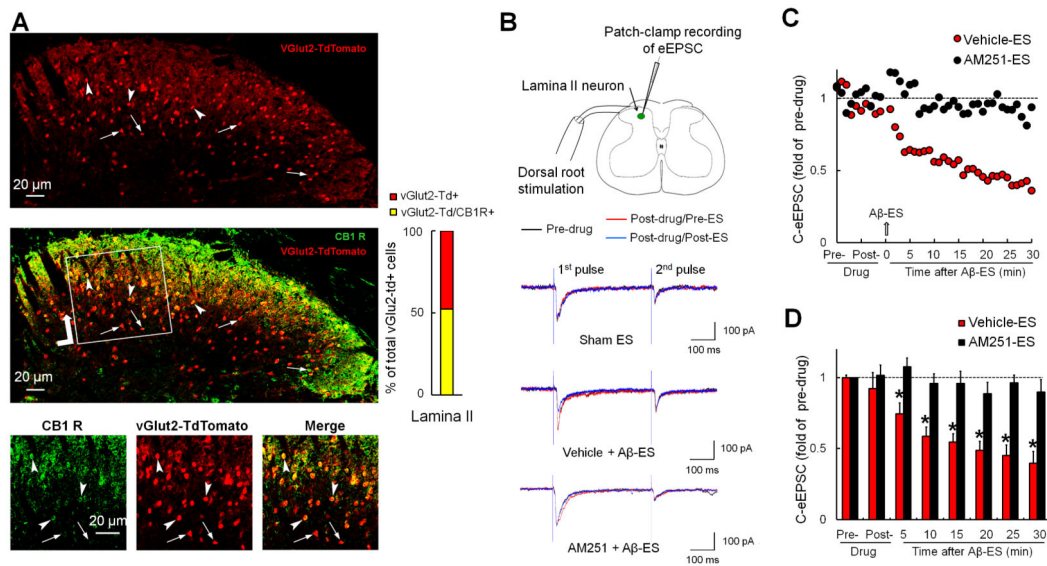 A
VGlut2-TdTomato
20 µm
CB1 R
VGlut2-TdTomato
20 µm
CB1 R
vGlut2-TdTomato
Merge
20 µm
vGlut2-Td+
vGlut2-Td/CB1R+
% of total vGlu2-td+ cells
100
50
0
Lamina II
B
Patch-clamp recording
of eEPSC
Lamina II
neuron
Dorsal root
stimulation
Pre-drug
Post-drug/Pre-ES
Post-drug/Post-ES
1st pulse
2nd pulse
100 pA
100 ms
Sham ES
100 pA
100 ms
Vehicle + Aβ-ES
100 pA
100 ms
AM251 + Aβ-ES
C
Vehicle-ES
AM251-ES
C-eEPSC (fold of pre-drug)
1
0.5
0
Aβ-ES
Pre- Post- 0 5 10 15 20 25 30
Drug Time after Aβ-ES (min)
D
Vehicle-ES
AM251-ES
C-eEPSC (fold of pre-drug)
1
0.5
0
* * * * * *
Pre- Post- 5 10 15 20 25 30
Drug Time after Aβ-ES (min)